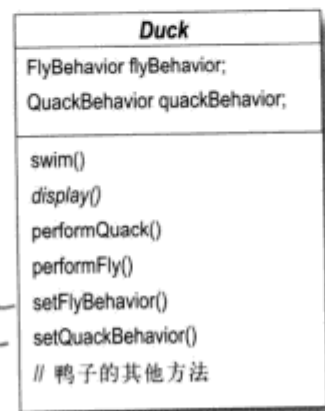 Duck
FlyBehavior flyBehavior;
QuackBehavior quackBehavior;
swim()
display()
performQuack()
performFly()
setFlyBehavior()
setQuackBehavior()
// 鸭子的其他方法